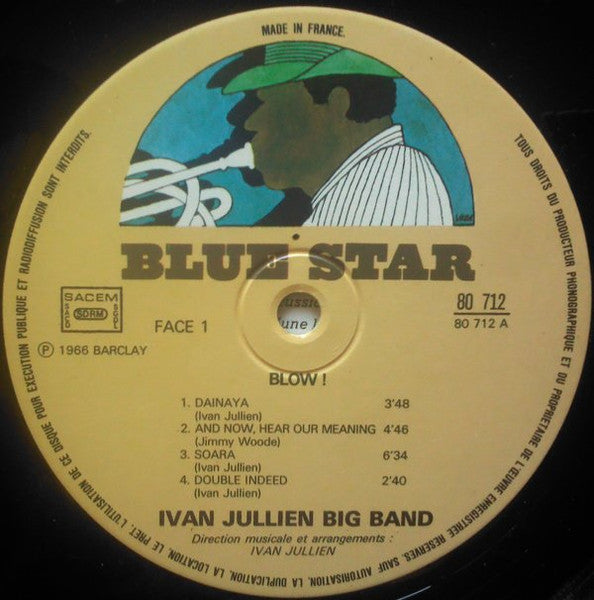 MADE IN FRANCE.
BLUE STAR
SACEM
SACD
SDRM
SGDL
FACE 1
℗ 1966 BARCLAY
80 712
80 712 A
une
BLOW !
1. DAINAYA 3'48
(Ivan Jullien)
2. AND NOW, HEAR OUR MEANING 4'46
(Jimmy Woode)
3. SOARA 6'34
(Ivan Jullien)
4. DOUBLE INDEED 2'40
(Ivan Jullien)
IVAN JULLIEN BIG BAND
Direction musicale et arrangements :
IVAN JULLIEN
TOUS DROITS DU PRODUCTEUR PHONOGRAPHIQUE ET DU PROPRIETAIRE DE L'ŒUVRE ENREGISTREE RESERVES. SAUF AUTORISATION, LA DUPLICATION, LA LOCATION, LE PRET, L'UTILISATION DE CE DISQUE POUR EXECUTION PUBLIQUE ET RADIODIFFUSION SONT INTERDITS.